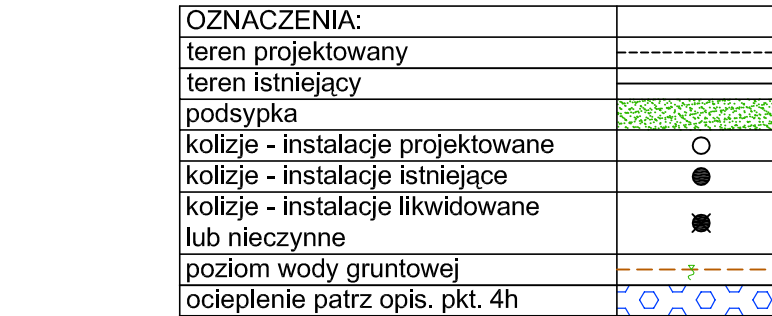 OZNACZENIA:
teren projektowany
teren istniejący
podsypka
kolizje - instalacje projektowane
kolizje - instalacje istniejące
kolizje - instalacje likwidowane
lub nieczynne
poziom wody gruntowej
ocieplenie patrz opis. pkt. 4h